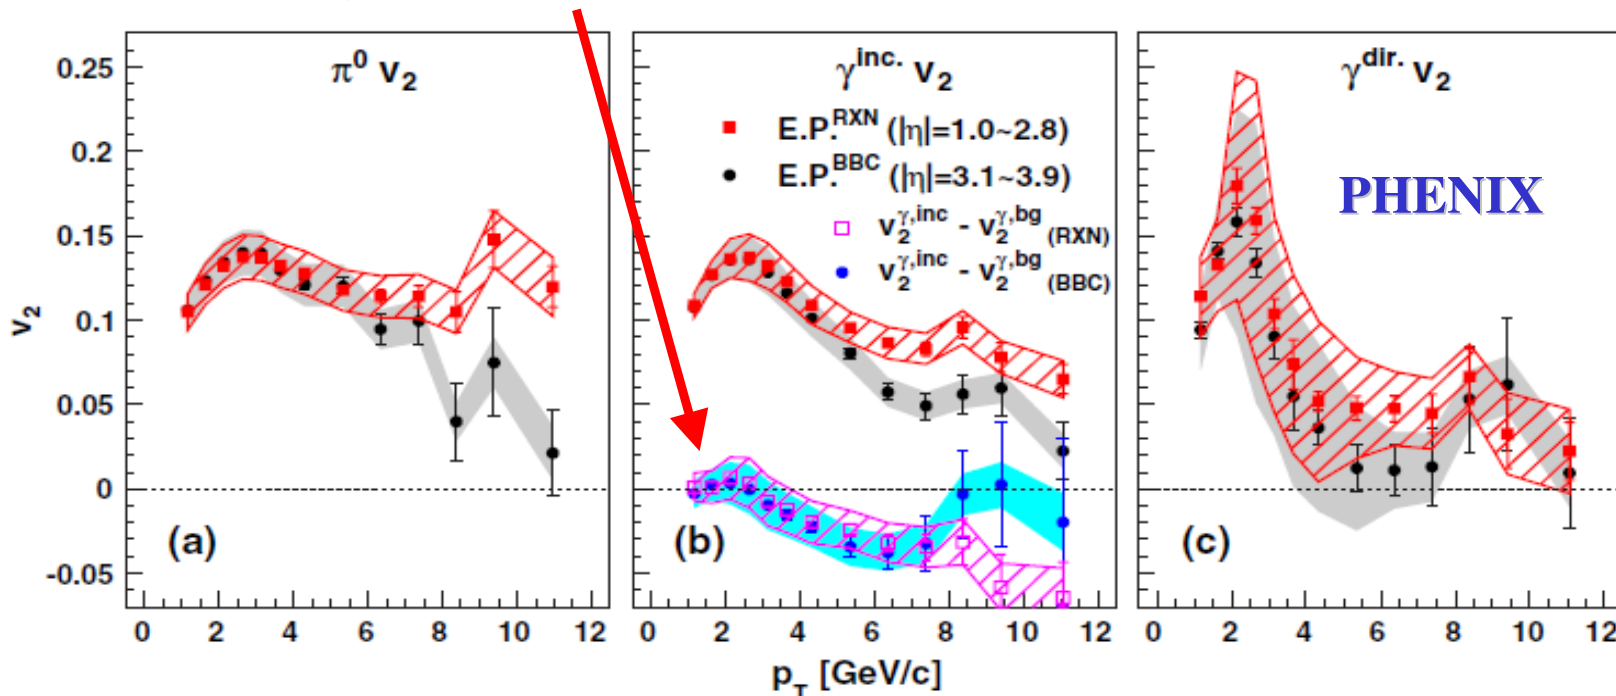 π⁰ v₂
γ^inc. v₂
γ^dir. v₂
E.P.^RXN (|η|=1.0~2.8)
E.P.^BBC (|η|=3.1~3.9)
v₂^γ,inc - v₂^γ,bg (RXN)
v₂^γ,inc - v₂^γ,bg (BBC)
PHENIX
v₂
0.25
0.2
0.15
0.1
0.05
0
-0.05
(a)
(b)
(c)
0 2 4 6 8 10 12
0 2 4 6 8 10 12
0 2 4 6 8 10 12
p_T [GeV/c]